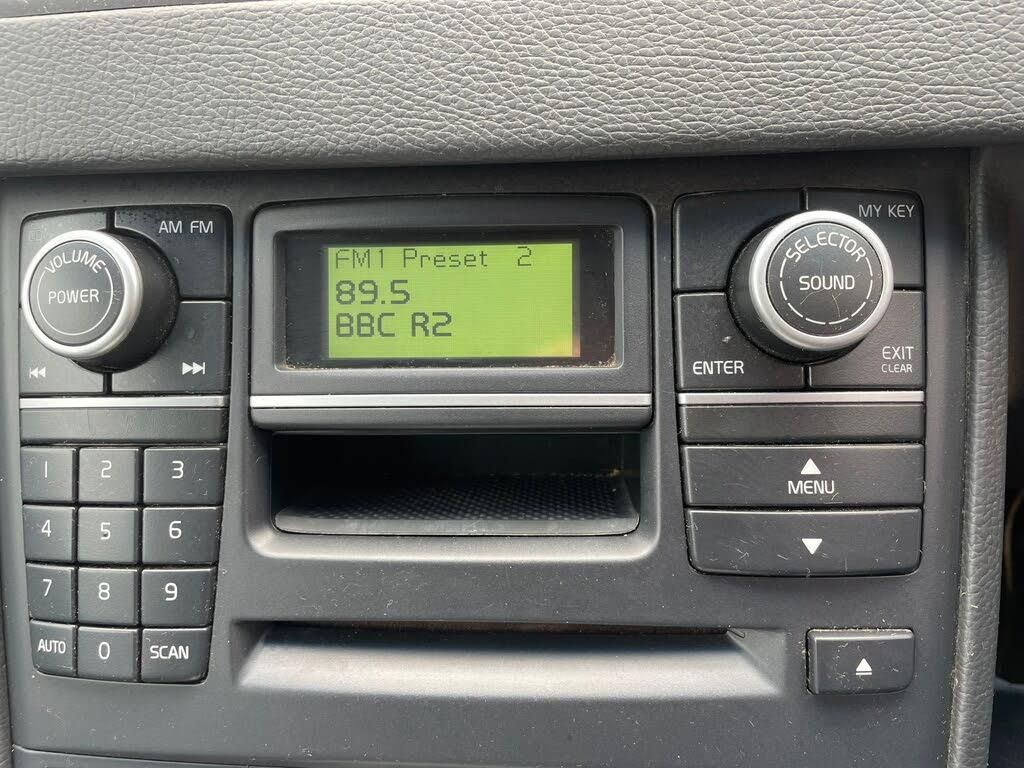 AM FM
VOLUME
POWER
FM1 Preset 2
89.5
BBC R2
MY KEY
SELECTOR
SOUND
ENTER
EXIT
CLEAR
1 2 3
4 5 6
7 8 9
AUTO 0 SCAN
MENU